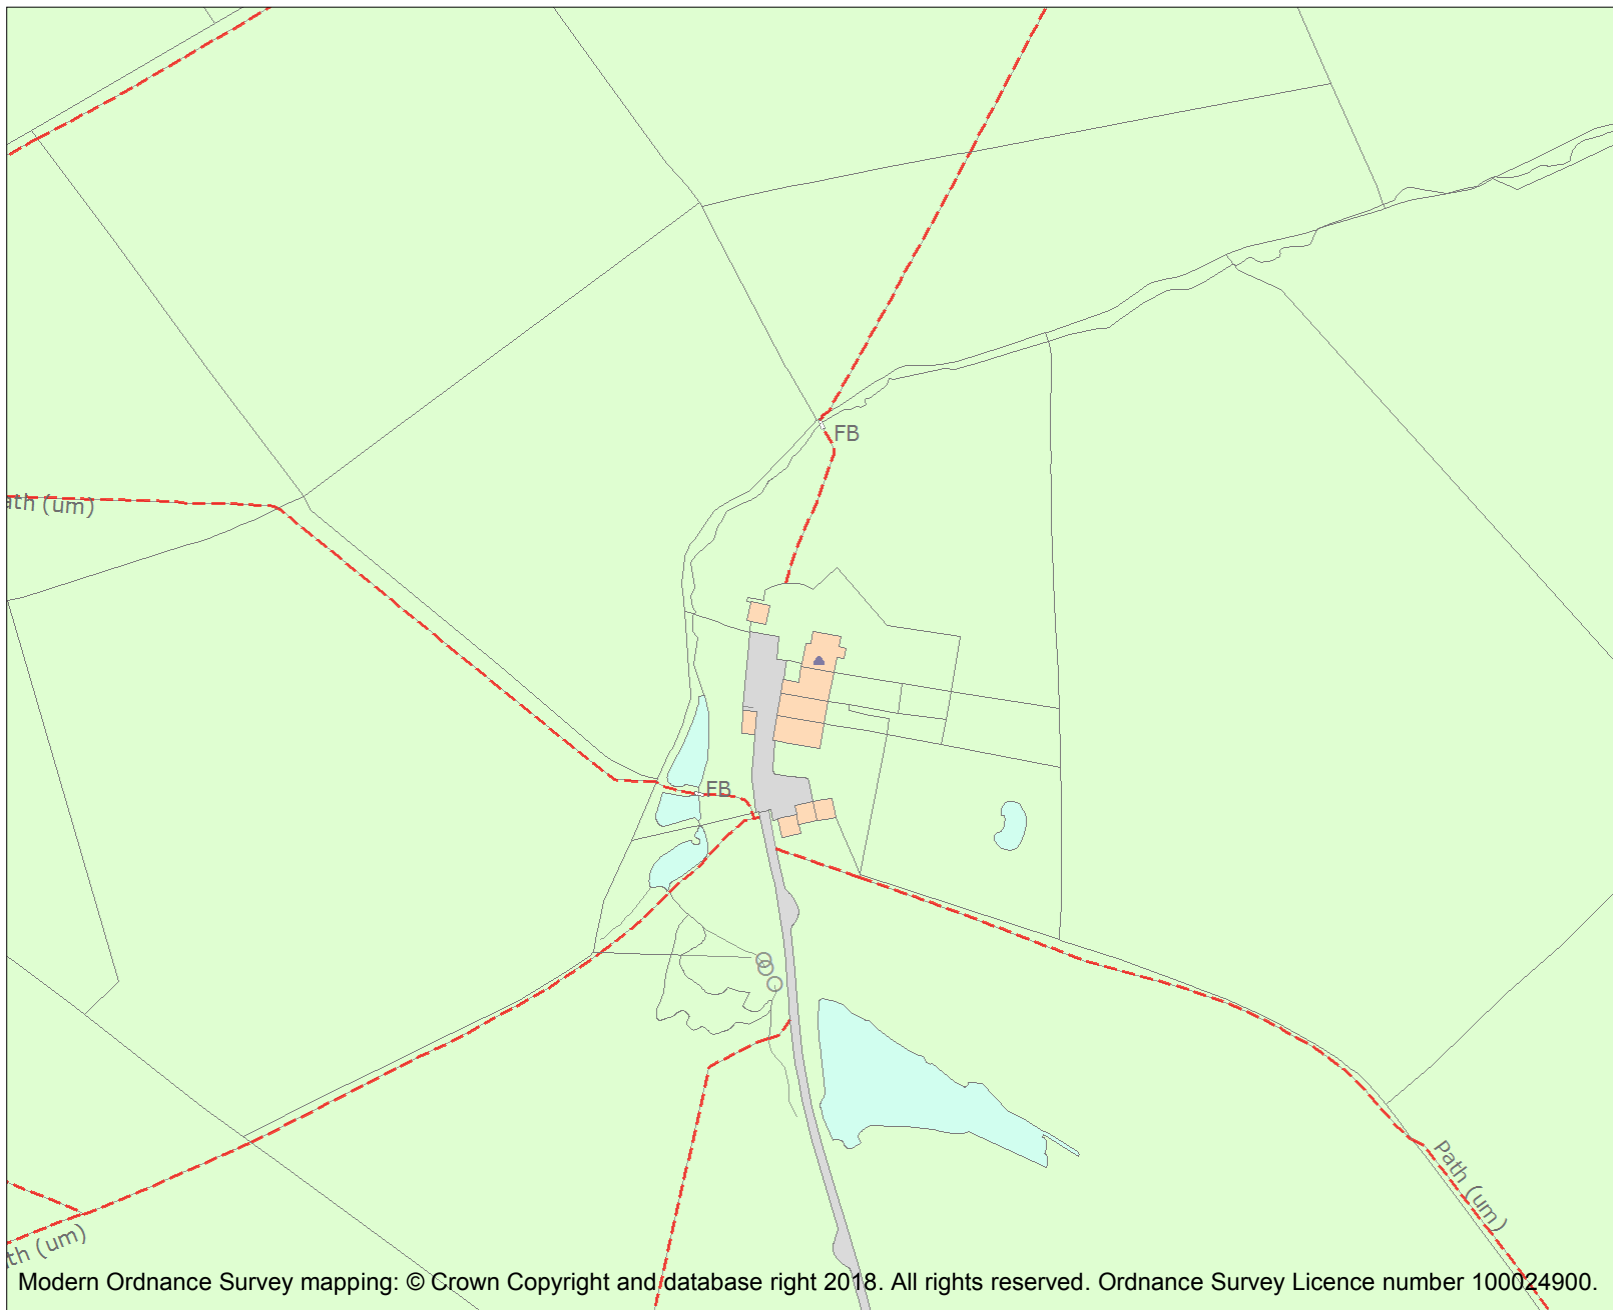 FB
ath (um)
FB
Path (um)
th (um)
Modern Ordnance Survey mapping: © Crown Copyright and database right 2018. All rights reserved. Ordnance Survey Licence number 100024900.